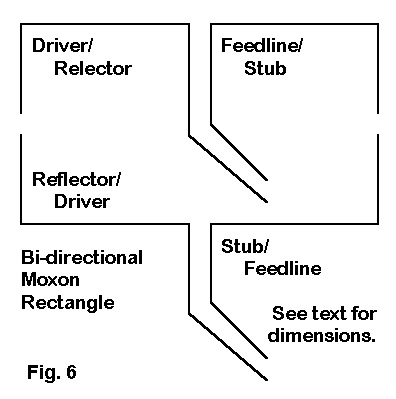 Driver/
Relector
Feedline/
Stub
Reflector/
Driver
Stub/
Feedline
Bi-directional
Moxon
Rectangle
See text for
dimensions.
Fig. 6